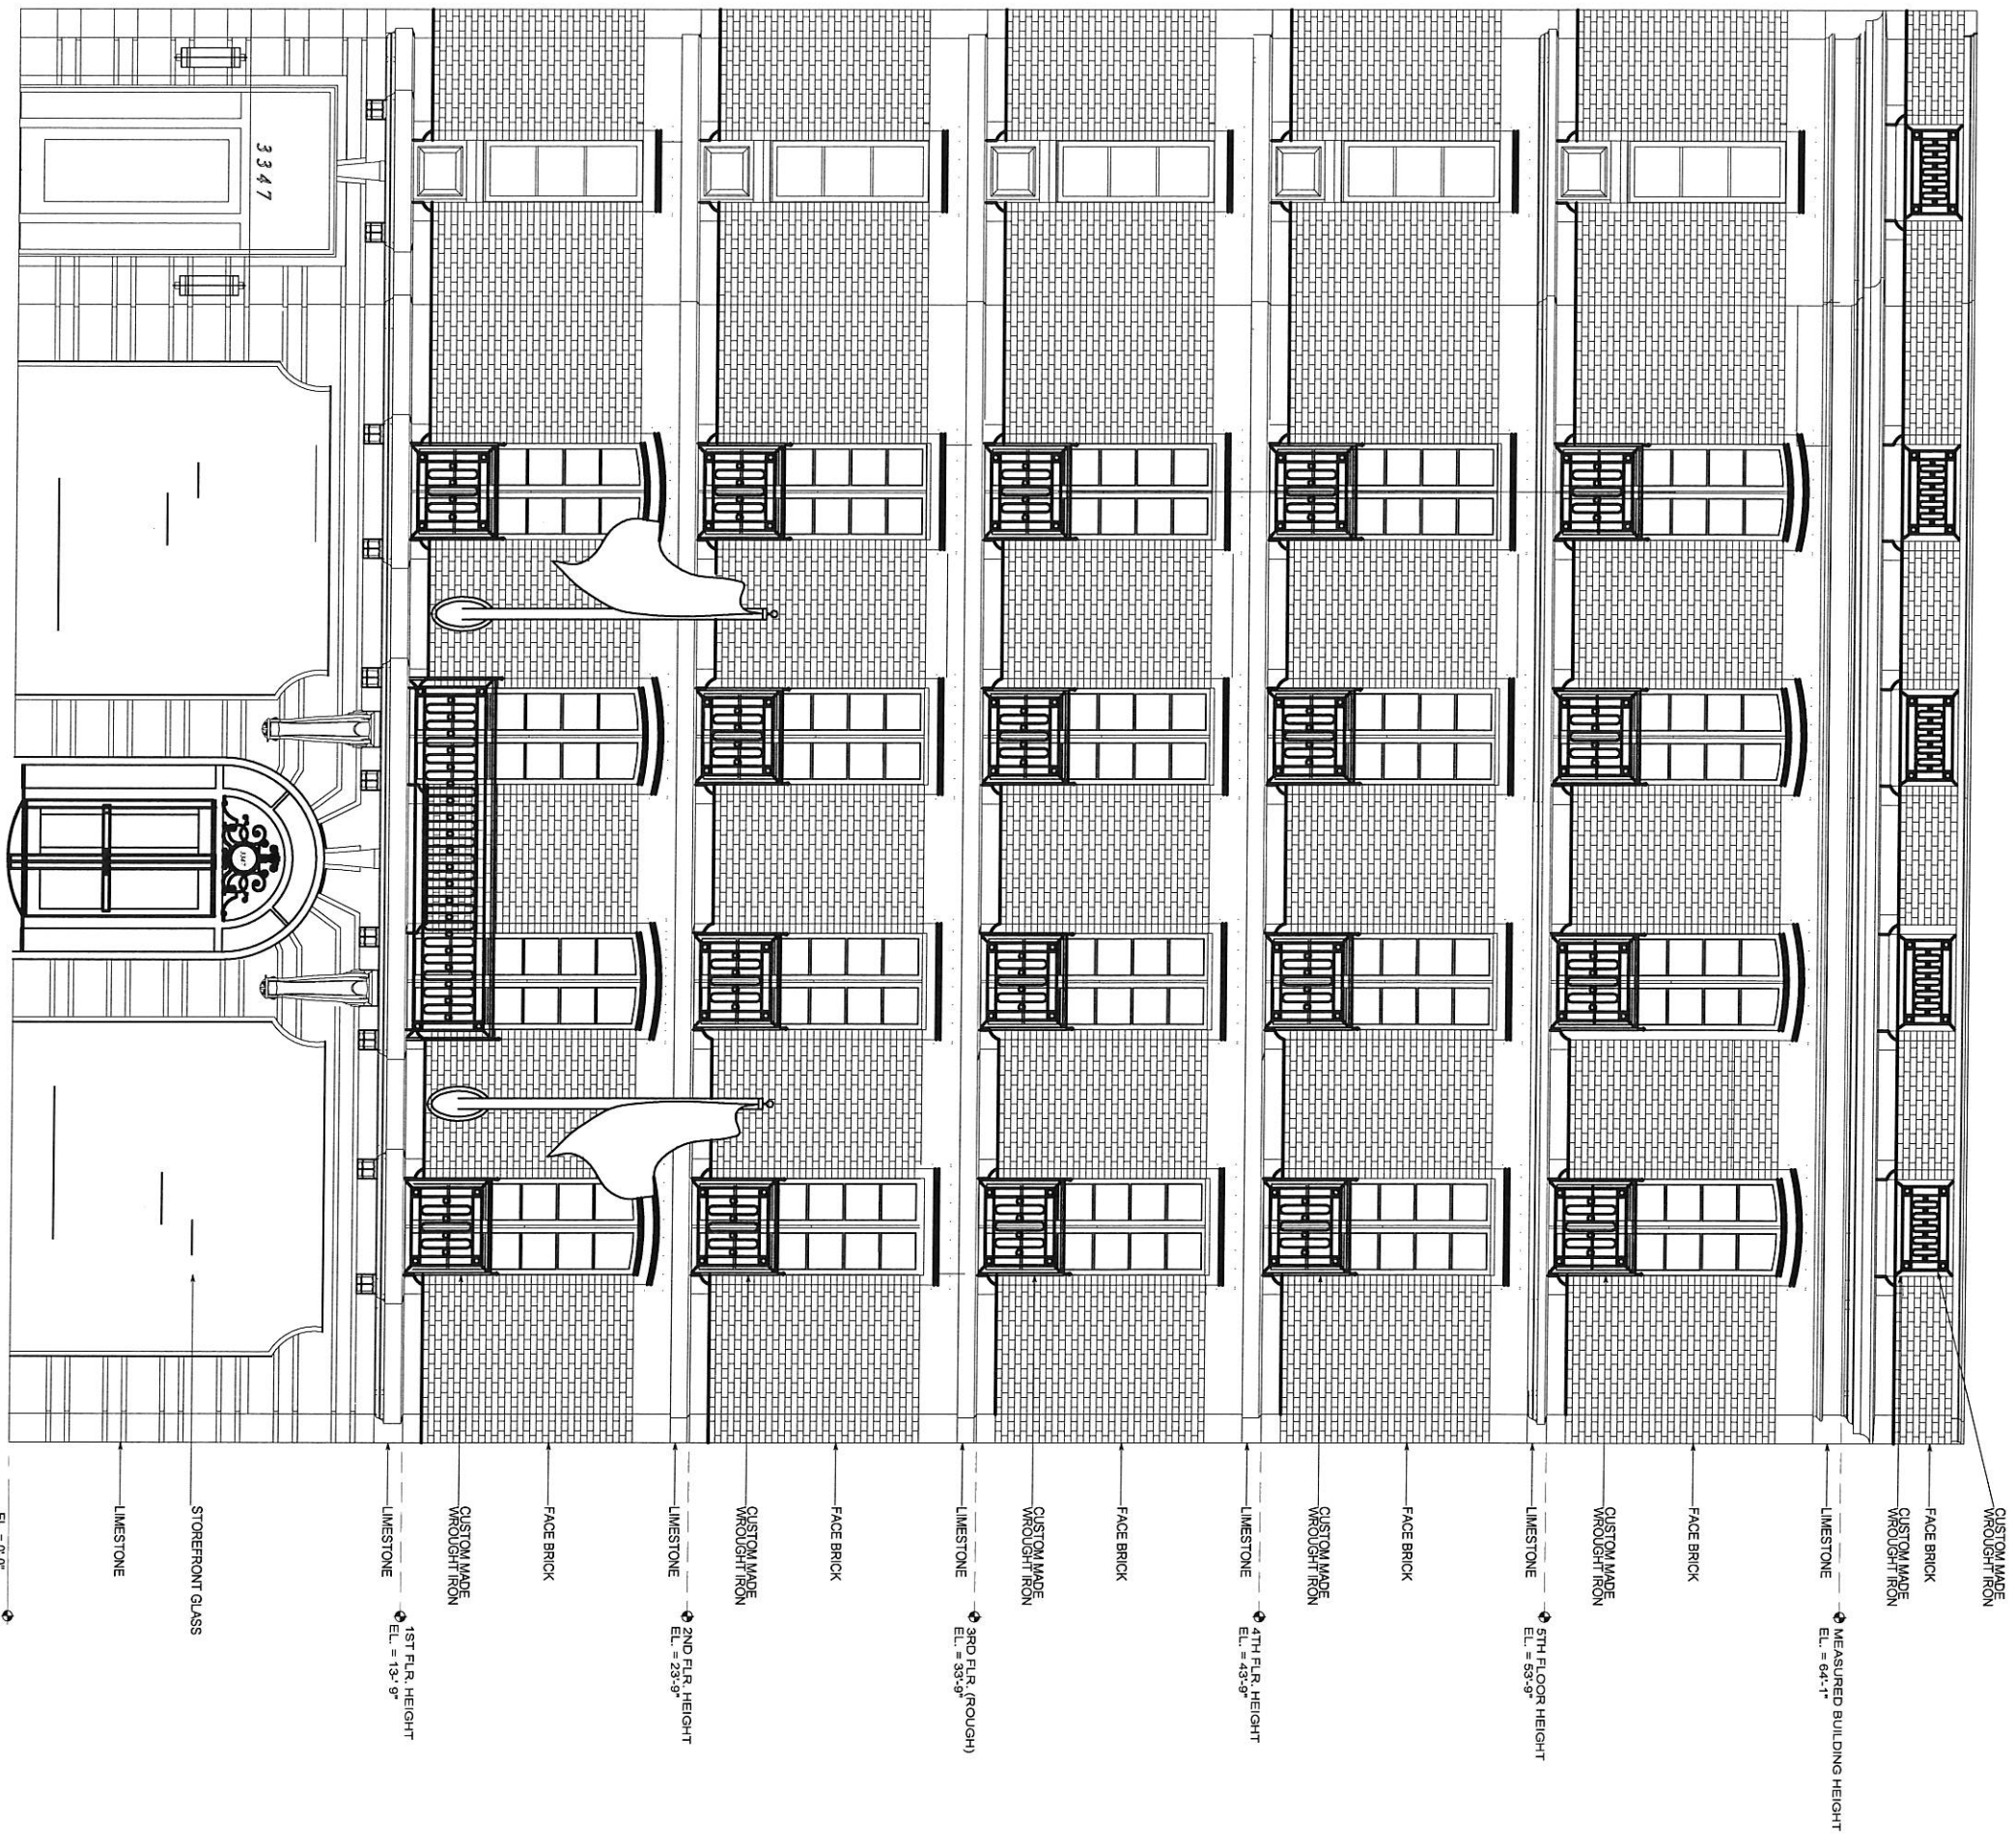 CUSTOM MADE
WROUGHT IRON
FACE BRICK
CUSTOM MADE
WROUGHT IRON
MEASURED BUILDING HEIGHT
EL. = 64'-1"
LIMESTONE
FACE BRICK
CUSTOM MADE
WROUGHT IRON
5TH FLOOR HEIGHT
EL. = 53'-9"
LIMESTONE
FACE BRICK
CUSTOM MADE
WROUGHT IRON
4TH FLR. HEIGHT
EL. = 43'-9"
LIMESTONE
FACE BRICK
CUSTOM MADE
WROUGHT IRON
3RD FLR. (ROUGH)
EL. = 33'-9"
LIMESTONE
FACE BRICK
CUSTOM MADE
WROUGHT IRON
2ND FLR. HEIGHT
EL. = 23'-9"
LIMESTONE
FACE BRICK
CUSTOM MADE
WROUGHT IRON
1ST FLR. HEIGHT
EL. = 13'- 9"
LIMESTONE
3347
3347
STOREFRONT GLASS
LIMESTONE
EL. = 0'-0"